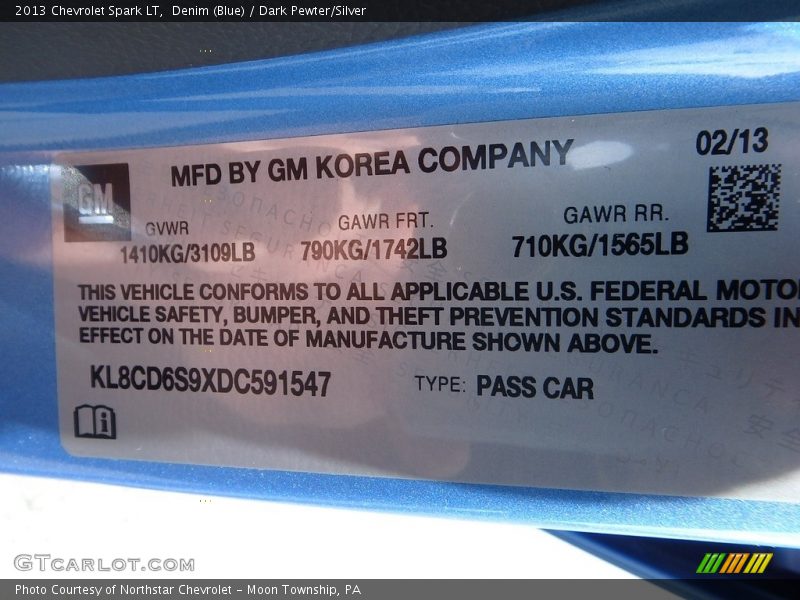 2013 Chevrolet Spark LT,  Denim (Blue) / Dark Pewter/Silver
MFD BY GM KOREA COMPANY
02/13
GM
GVWR
GAWR FRT.
GAWR RR.
1410KG/3109LB
790KG/1742LB
710KG/1565LB
THIS VEHICLE CONFORMS TO ALL APPLICABLE U.S. FEDERAL MOTO
VEHICLE SAFETY, BUMPER, AND THEFT PREVENTION STANDARDS IN
EFFECT ON THE DATE OF MANUFACTURE SHOWN ABOVE.
KL8CD6S9XDC591547
TYPE: PASS CAR
i
GTCARLOT.COM
Photo Courtesy of Northstar Chevrolet - Moon Township, PA